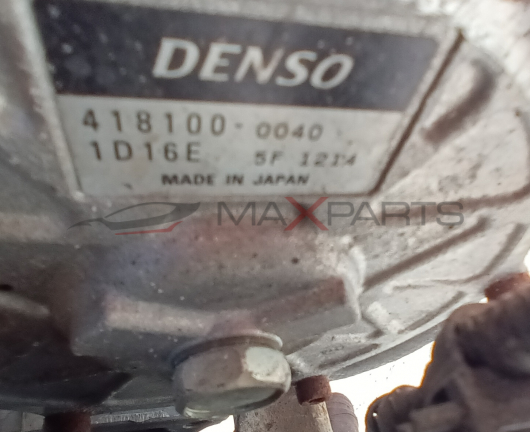 DENSO
418100-0040
1D16E 5F 1214
MADE IN JAPAN
MAXPARTS